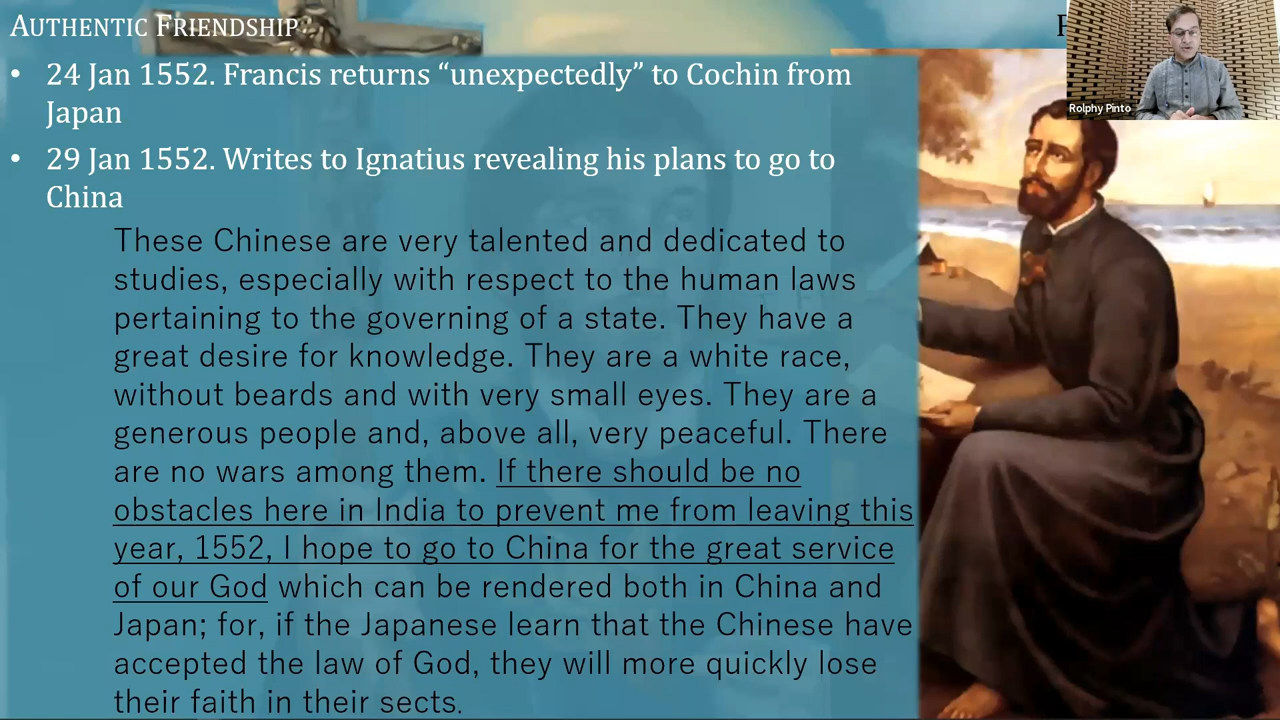 AUTHENTIC FRIENDSHIP
• 24 Jan 1552. Francis returns “unexpectedly” to Cochin from
Japan
• 29 Jan 1552. Writes to Ignatius revealing his plans to go to
China
These Chinese are very talented and dedicated to
studies, especially with respect to the human laws
pertaining to the governing of a state. They have a
great desire for knowledge. They are a white race,
without beards and with very small eyes. They are a
generous people and, above all, very peaceful. There
are no wars among them. If there should be no
obstacles here in India to prevent me from leaving this
year, 1552, I hope to go to China for the great service
of our God which can be rendered both in China and
Japan; for, if the Japanese learn that the Chinese have
accepted the law of God, they will more quickly lose
their faith in their sects.
Rolphy Pinto